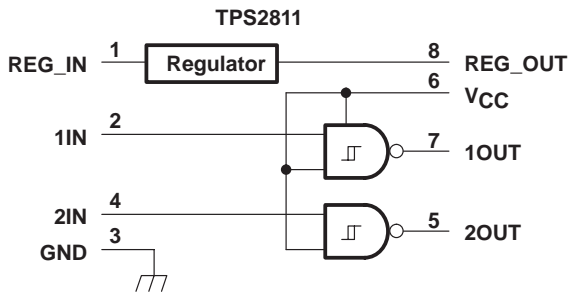 TPS2811
REG_IN 1 Regulator 8 REG_OUT
6 VCC
1IN 2 7 1OUT
2IN 4 5 2OUT
GND 3